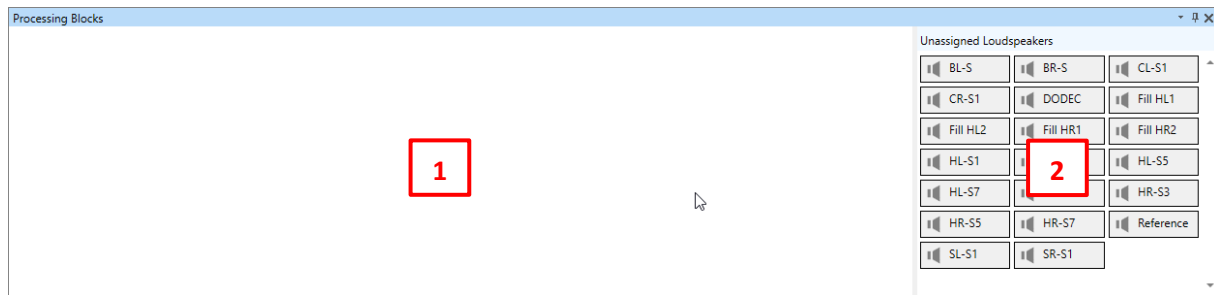 Processing Blocks
Unassigned Loudspeakers
BL-S BR-S CL-S1
CR-S1 DODEC Fill HL1
Fill HL2 Fill HR1 Fill HR2
1
HL-S1 2 HL-S5
HL-S7 HR-S3
HR-S5 HR-S7 Reference
SL-S1 SR-S1